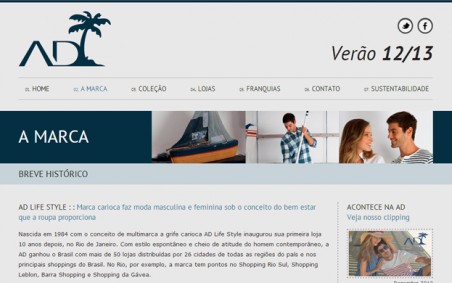 AD
Verão 12/13
01. HOME
02. A MARCA
03. COLEÇÃO
04. LOJAS
05. FRANQUIAS
06. CONTATO
07. SUSTENTABILIDADE
A MARCA
BREVE HISTÓRICO
AD LIFE STYLE : : Marca carioca faz moda masculina e feminina sob o conceito do bem estar
que a roupa proporciona
Nascida em 1994 com o conceito de multimarca a grife carioca AD Life Style inaugurou sua primeira loja
10 anos depois, no Rio de Janeiro. Com estilo espontâneo e cheio de atitude do homem contemporâneo, a
AD ganhou o Brasil com mais de 50 lojas distribuídas por 26 cidades de todas as regiões do país e nos
principais shoppings do Brasil. No Rio, por exemplo, a marca tem pontos no Shopping Rio Sul, Shopping
Leblon, Barra Shopping e Shopping da Gávea.
ACONTECE NA AD
Veja nosso clipping